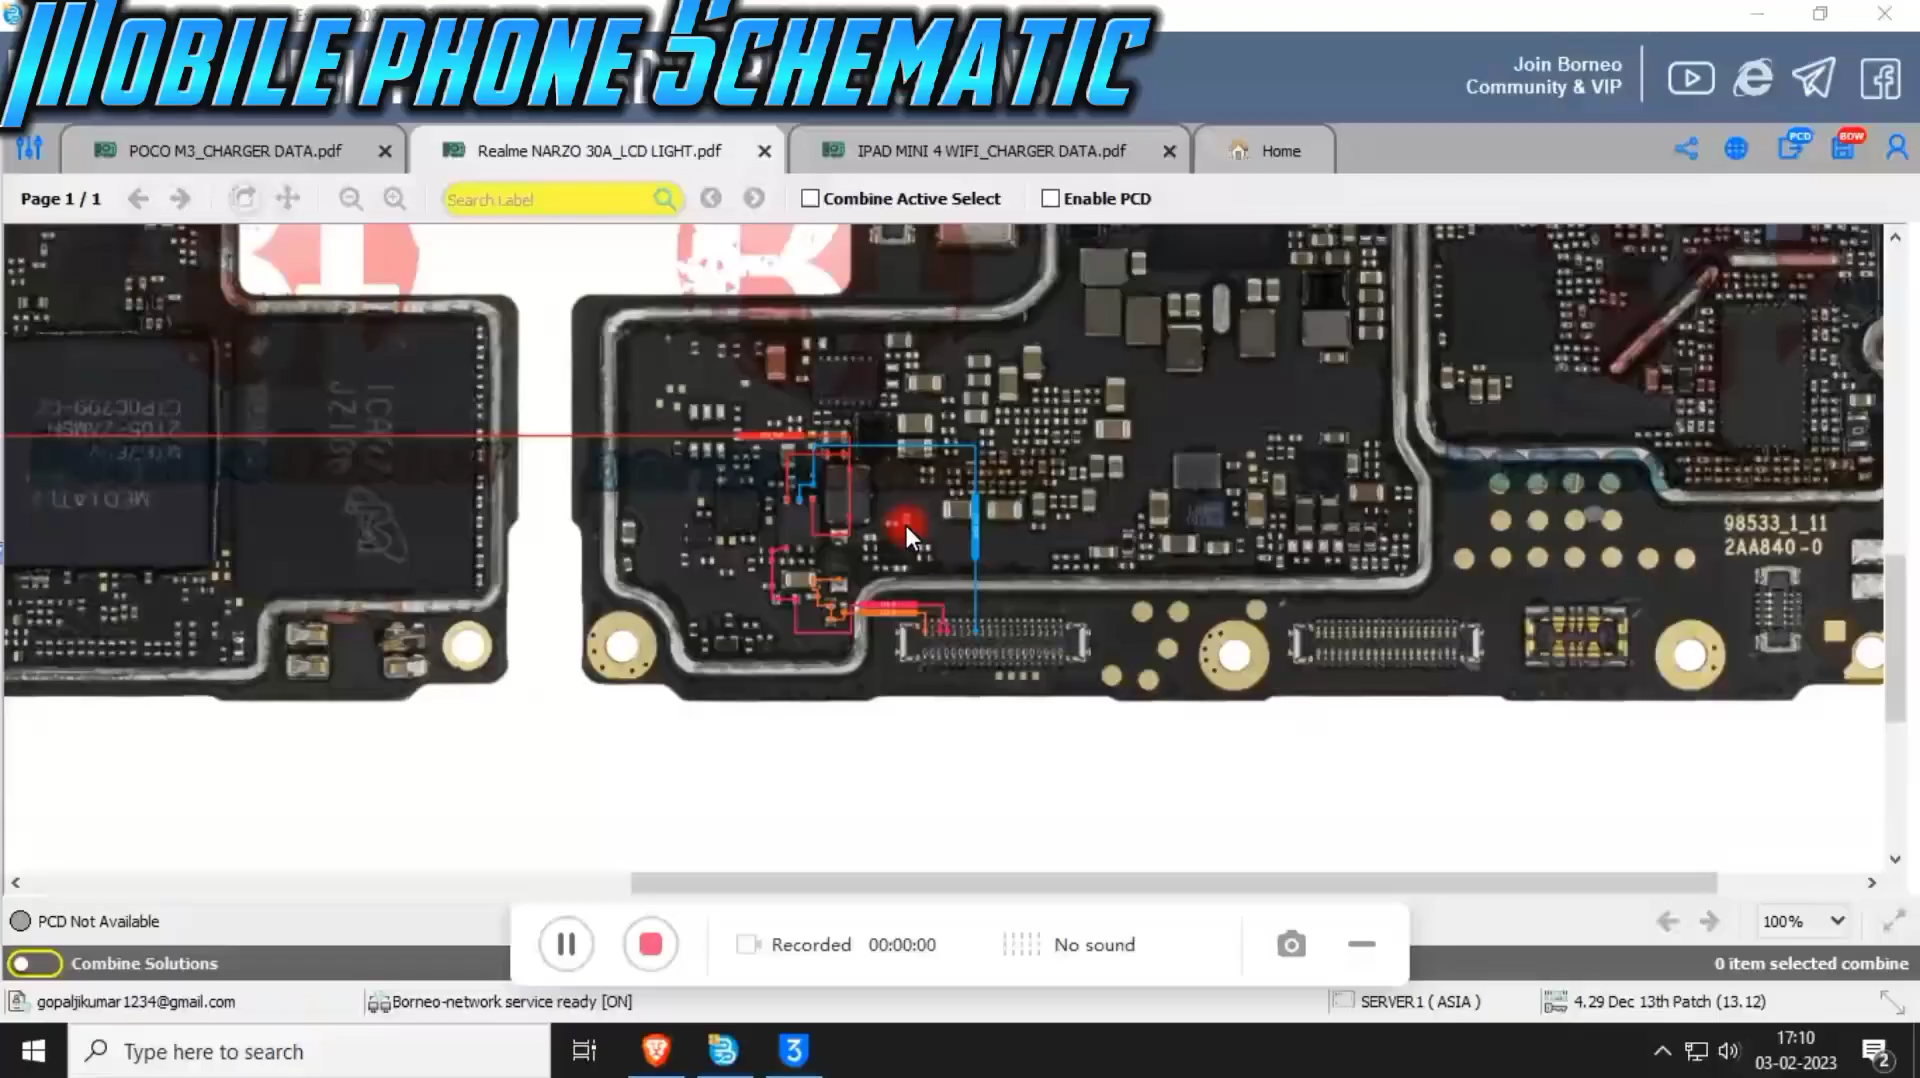 MOBILE PHONE SCHEMATIC
Join Borneo
Community & VIP
POCO M3_CHARGER DATA.pdf
Realme NARZO 30A_LCD LIGHT.pdf
IPAD MINI 4 WIFI_CHARGER DATA.pdf
Home
PCD
BDW
Page 1 / 1
Search Label
Combine Active Select
Enable PCD
98533_1_11
2AA840-0
PCD Not Available
100%
Recorded 00:00:00
No sound
Combine Solutions
0 item selected combine
gopaljikumar1234@gmail.com
Borneo-network service ready [ON]
SERVER1 ( ASIA )
4.29 Dec 13th Patch (13.12)
Type here to search
3
17:10
03-02-2023
2